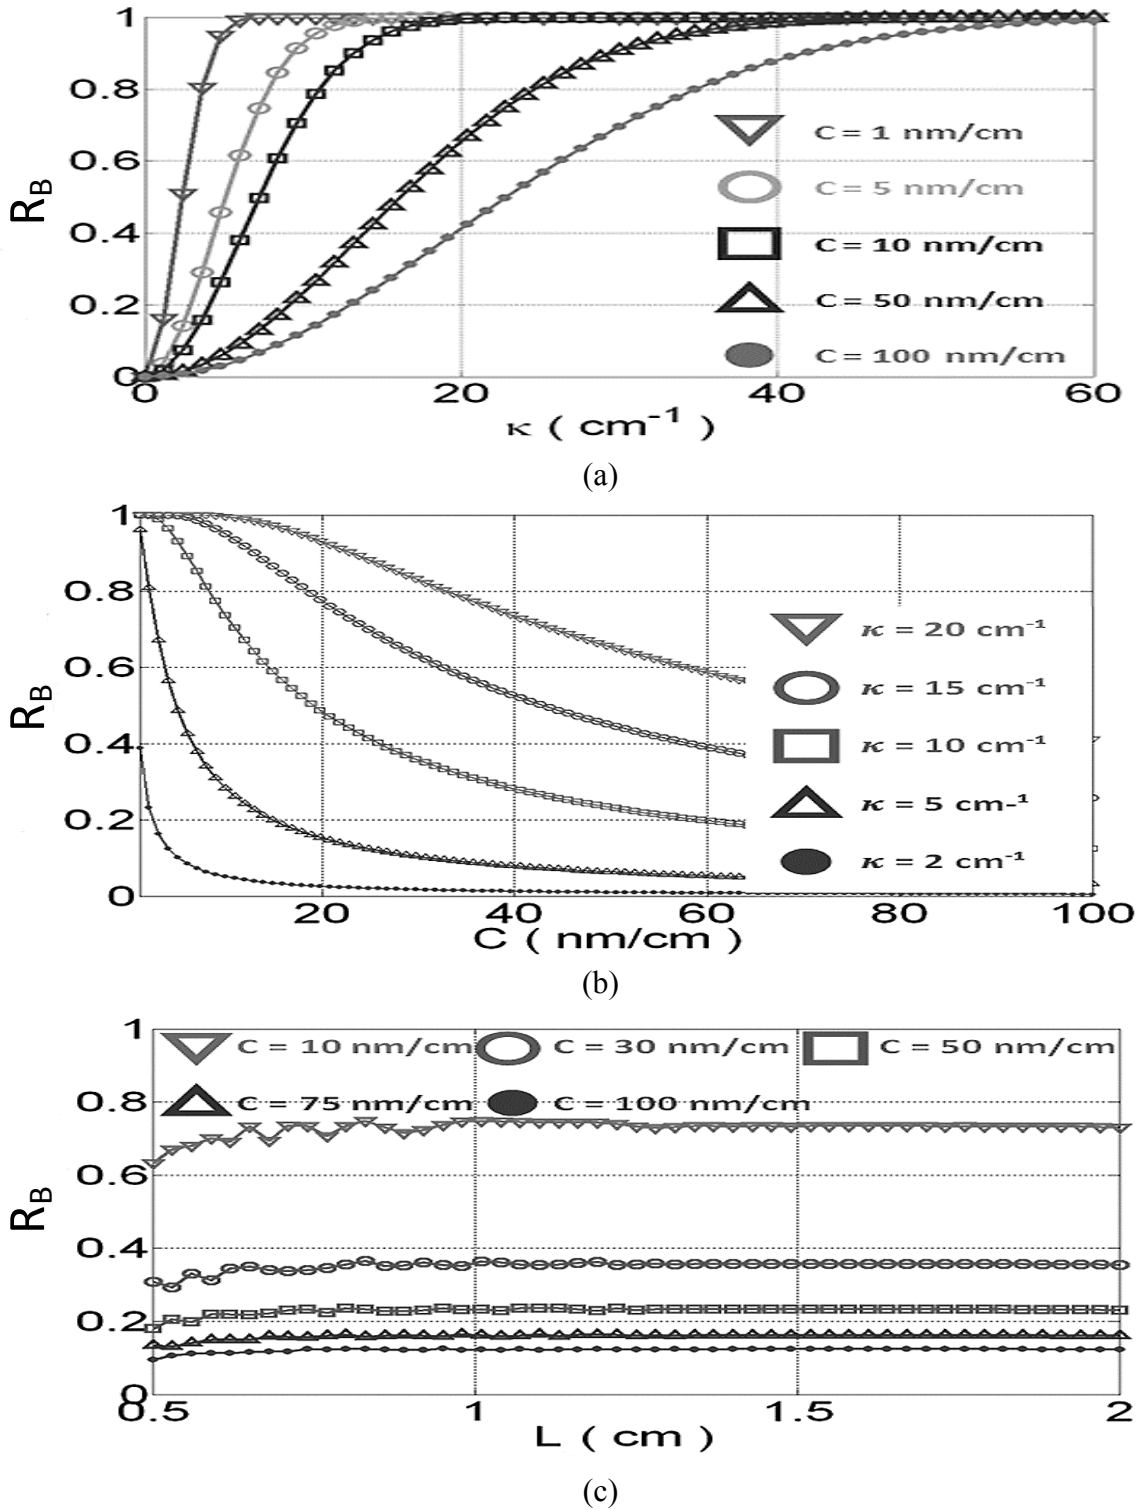 1
0.8
0.6
0.4
0.2
0
R_B
C = 1 nm/cm
C = 5 nm/cm
C = 10 nm/cm
C = 50 nm/cm
C = 100 nm/cm
0 20 40 60
κ ( cm⁻¹ )
(a)
1
0.8
0.6
0.4
0.2
0
R_B
κ = 20 cm⁻¹
κ = 15 cm⁻¹
κ = 10 cm⁻¹
κ = 5 cm-¹
κ = 2 cm⁻¹
20 40 60 80 100
C ( nm/cm )
(b)
1
0.8
0.6
0.4
0.2
0
R_B
C = 10 nm/cm C = 30 nm/cm C = 50 nm/cm
C = 75 nm/cm C = 100 nm/cm
0.5 1 1.5 2
L ( cm )
(c)